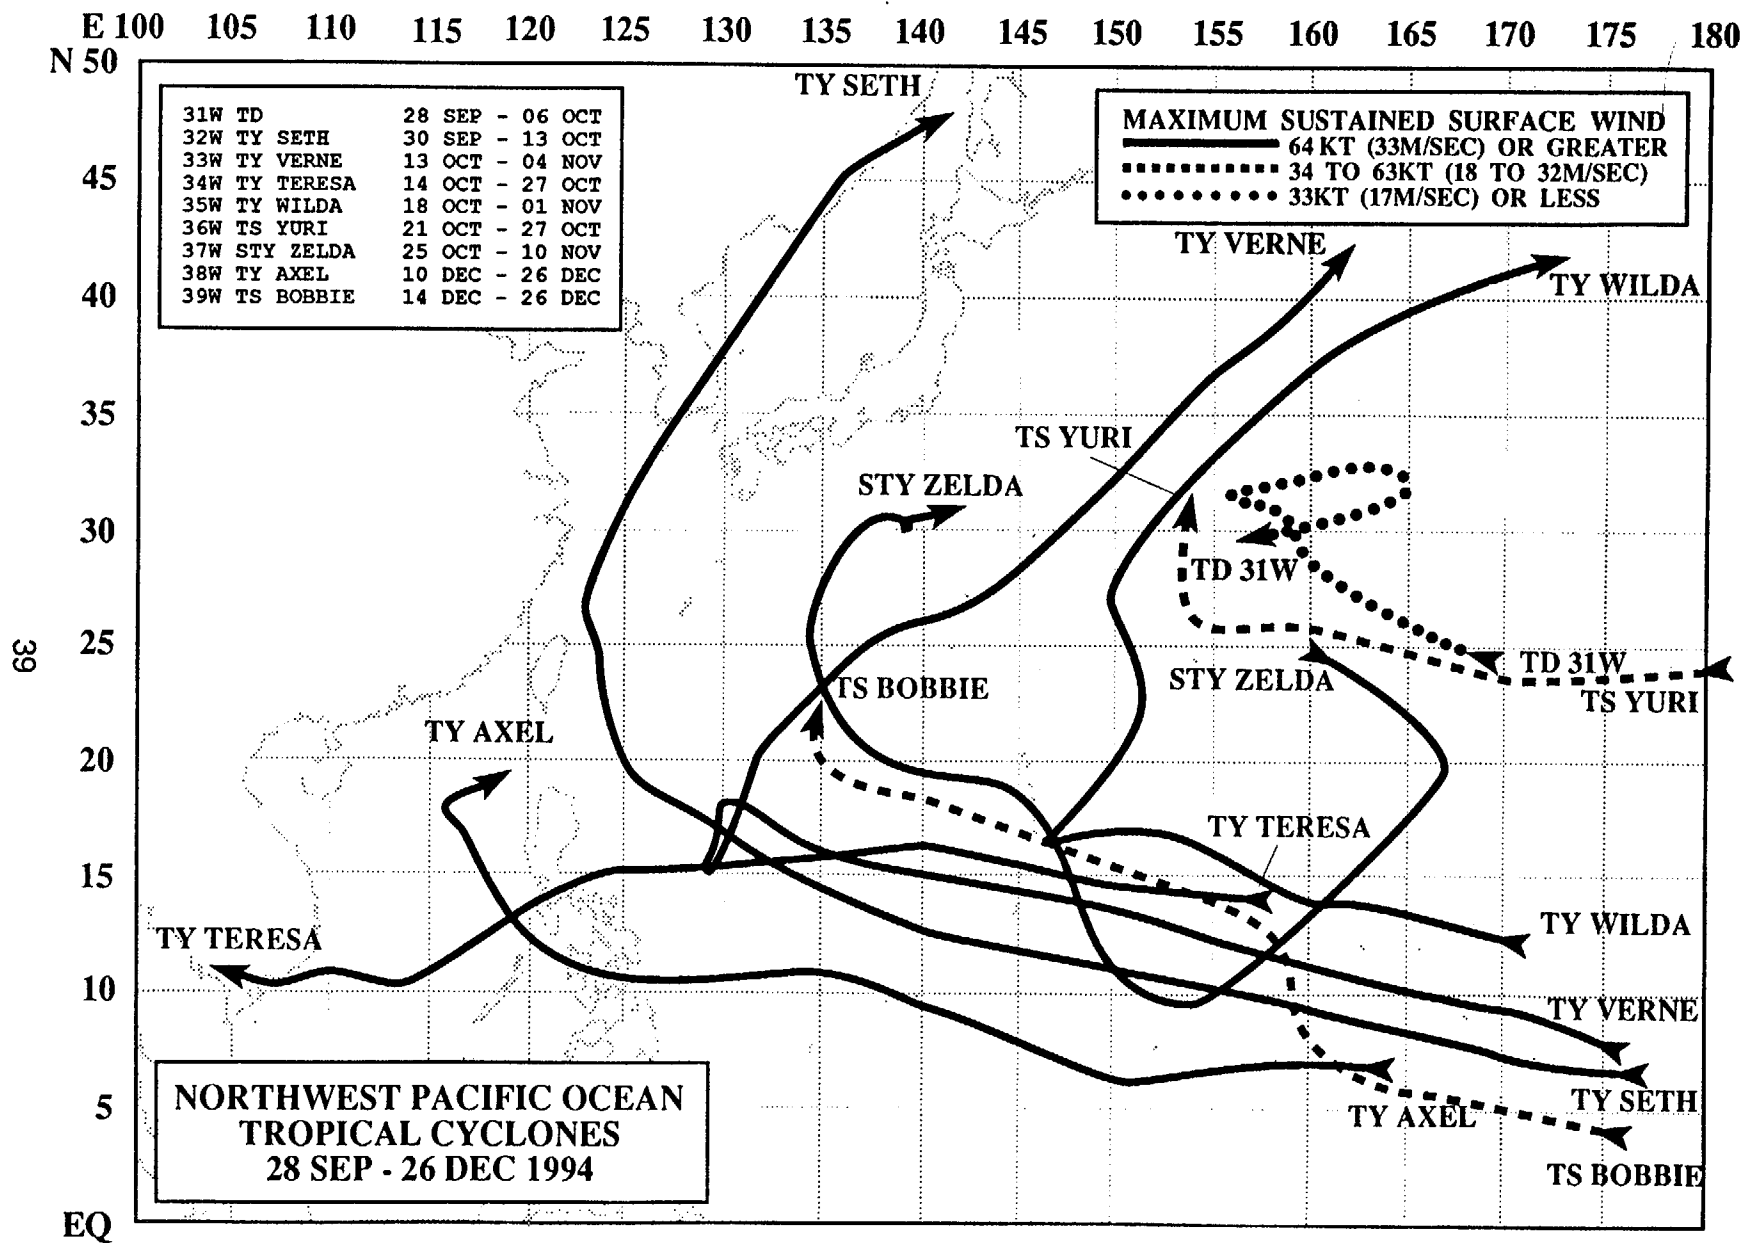 E 100 105 110 115 120 125 130 135 140 145 150 155 160 165 170 175 180
N 50
45
40
35
30
25
20
15
10
5
EQ
31W TD 28 SEP - 06 OCT
32W TY SETH 30 SEP - 13 OCT
33W TY VERNE 13 OCT - 04 NOV
34W TY TERESA 14 OCT - 27 OCT
35W TY WILDA 18 OCT - 01 NOV
36W TS YURI 21 OCT - 27 OCT
37W STY ZELDA 25 OCT - 10 NOV
38W TY AXEL 10 DEC - 26 DEC
39W TS BOBBIE 14 DEC - 26 DEC
TY SETH
MAXIMUM SUSTAINED SURFACE WIND
64 KT (33M/SEC) OR GREATER
34 TO 63KT (18 TO 32M/SEC)
33KT (17M/SEC) OR LESS
TY VERNE
TY WILDA
TS YURI
STY ZELDA
TD 31W
TD 31W
STY ZELDA
TS YURI
TS BOBBIE
TY AXEL
TY TERESA
TY WILDA
TY TERESA
TY VERNE
TY SETH
TY AXEL
TS BOBBIE
NORTHWEST PACIFIC OCEAN
TROPICAL CYCLONES
28 SEP - 26 DEC 1994
39